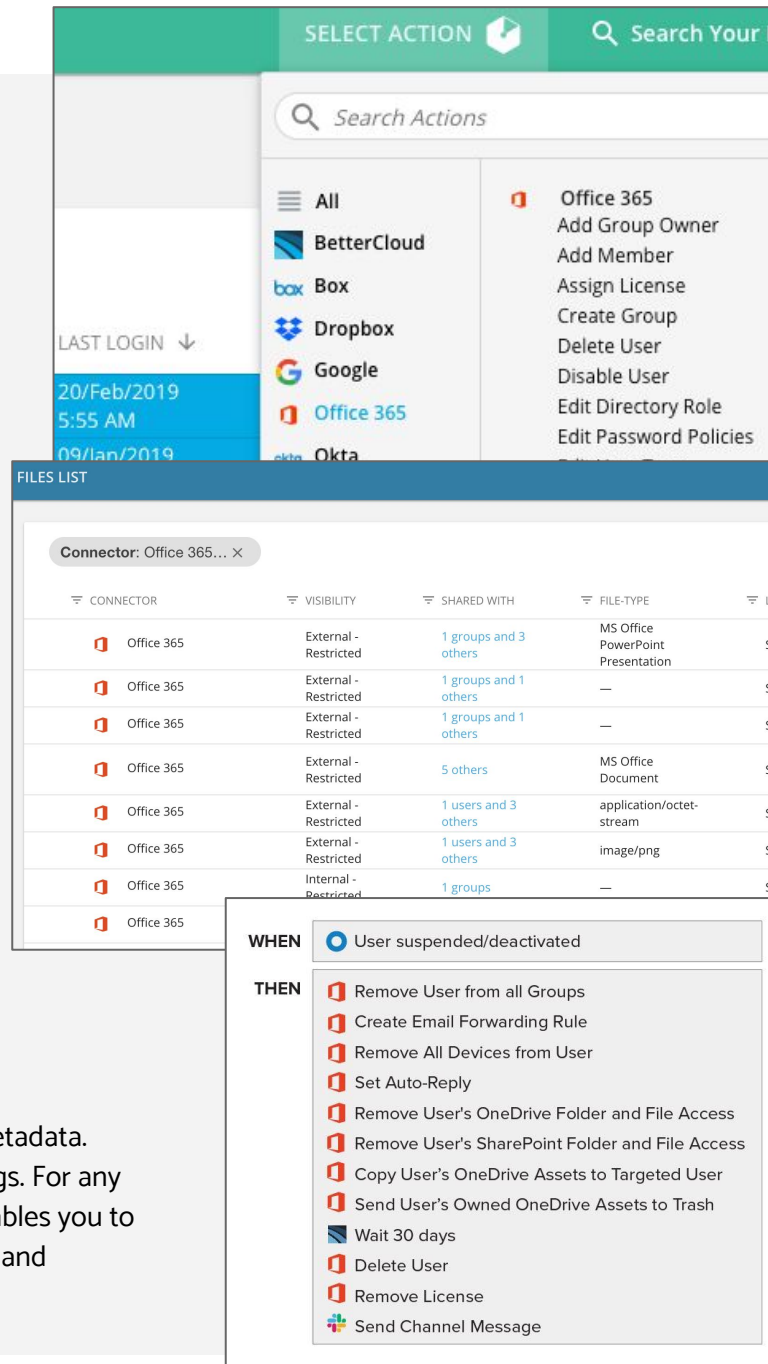 SELECT ACTION
Search Your
Search Actions
All
BetterCloud
box Box
Dropbox
Google
Office 365
okta Okta
Office 365
Add Group Owner
Add Member
Assign License
Create Group
Delete User
Disable User
Edit Directory Role
Edit Password Policies
LAST LOGIN
20/Feb/2019
5:55 AM
09/Jan/2019
FILES LIST
Connector: Office 365... ×
CONNECTOR VISIBILITY SHARED WITH FILE-TYPE
Office 365 External - Restricted 1 groups and 3 others MS Office PowerPoint Presentation
Office 365 External - Restricted 1 groups and 1 others —
Office 365 External - Restricted 1 groups and 1 others —
Office 365 External - Restricted 5 others MS Office Document
Office 365 External - Restricted 1 users and 3 others application/octet-stream
Office 365 External - Restricted 1 users and 3 others image/png
Office 365 Internal - Restricted 1 groups —
Office 365
WHEN User suspended/deactivated
THEN Remove User from all Groups
Create Email Forwarding Rule
Remove All Devices from User
Set Auto-Reply
Remove User's OneDrive Folder and File Access
Remove User's SharePoint Folder and File Access
Copy User's OneDrive Assets to Targeted User
Send User's Owned OneDrive Assets to Trash
Wait 30 days
Delete User
Remove License
Send Channel Message
etadata.
gs. For any
bles you to
and